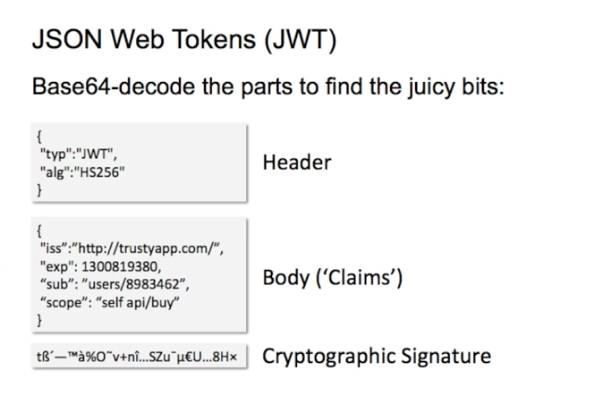 JSON Web Tokens (JWT)
Base64-decode the parts to find the juicy bits:
{
"typ":"JWT",
"alg":"HS256"
}
Header
{
"iss":"http://trustyapp.com/",
"exp": 1300819380,
“sub”: “users/8983462”,
“scope”: “self api/buy”
}
Body (‘Claims’)
tß´—™à%O˜v+nî…SZu¯µ€U…8H×
Cryptographic Signature